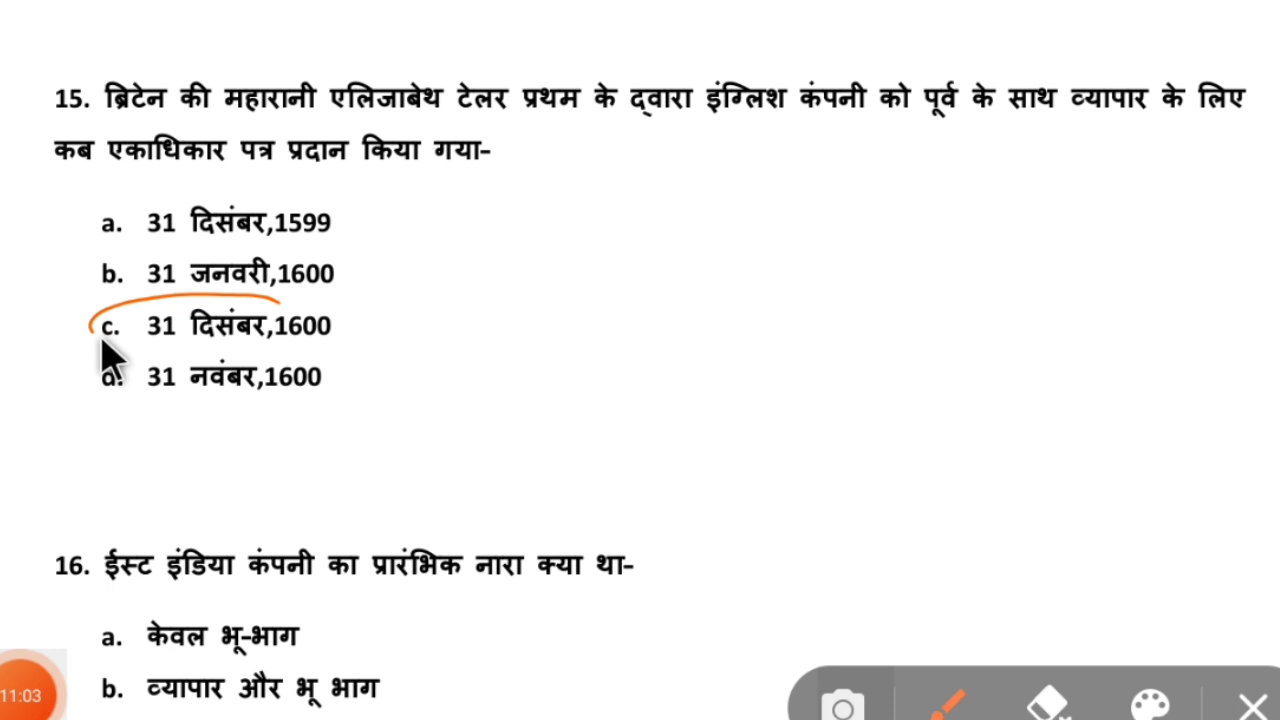 15. ब्रिटेन की महारानी एलिजाबेथ टेलर प्रथम के द्वारा इंग्लिश कंपनी को पूर्व के साथ व्यापार के लिए
कब एकाधिकार पत्र प्रदान किया गया-
a. 31 दिसंबर,1599
b. 31 जनवरी,1600
c. 31 दिसंबर,1600
d. 31 नवंबर,1600
16. ईस्ट इंडिया कंपनी का प्रारंभिक नारा क्या था-
a. केवल भू-भाग
b. व्यापार और भू भाग
11:03